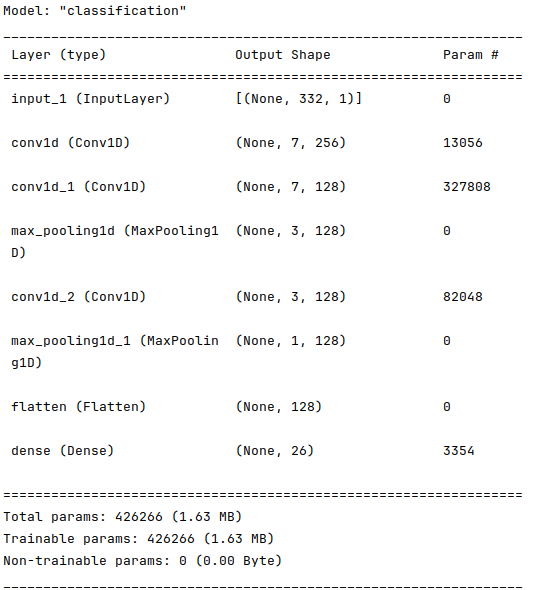 Model: "classification"
_________________________________________________________________
Layer (type)                Output Shape              Param #
=================================================================
input_1 (InputLayer)        [(None, 332, 1)]          0
conv1d (Conv1D)             (None, 7, 256)            13056
conv1d_1 (Conv1D)           (None, 7, 128)            327808
max_pooling1d (MaxPooling1  (None, 3, 128)            0
D)
conv1d_2 (Conv1D)           (None, 3, 128)            82048
max_pooling1d_1 (MaxPoolin  (None, 1, 128)            0
g1D)
flatten (Flatten)           (None, 128)               0
dense (Dense)               (None, 26)                3354
=================================================================
Total params: 426266 (1.63 MB)
Trainable params: 426266 (1.63 MB)
Non-trainable params: 0 (0.00 Byte)
_________________________________________________________________